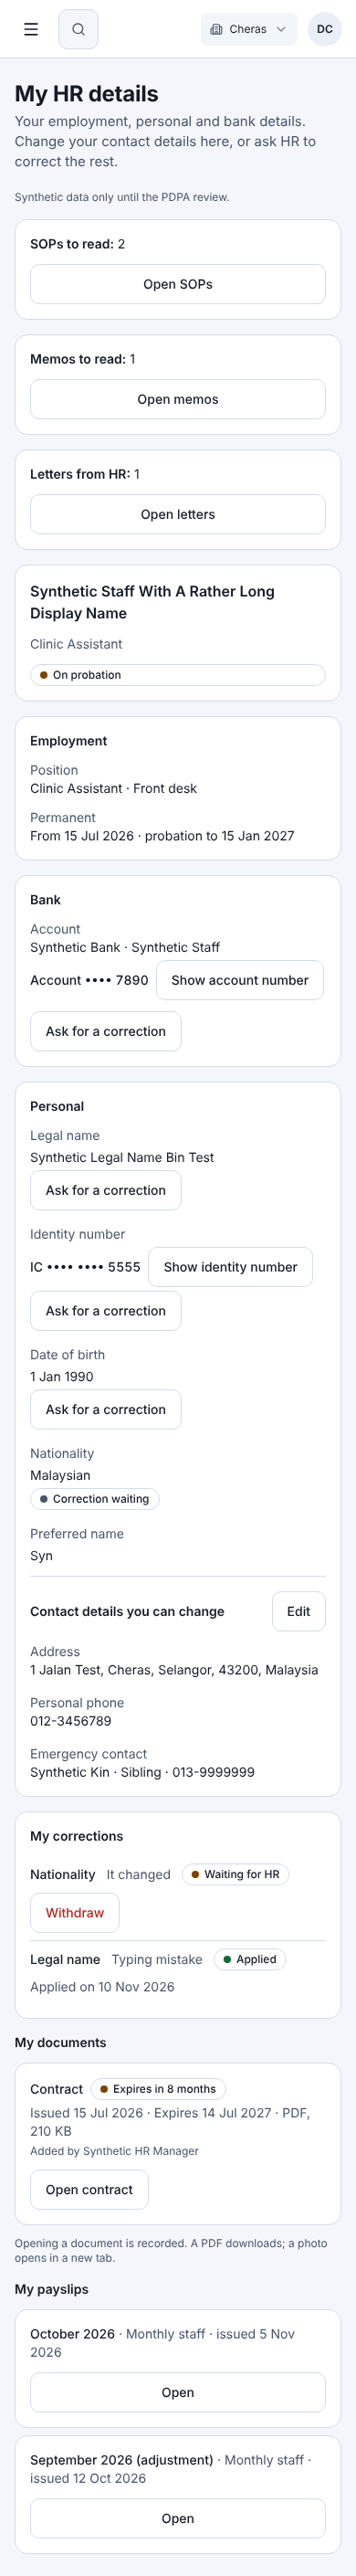 Cheras
DC
My HR details
Your employment, personal and bank details.
Change your contact details here, or ask HR to
correct the rest.
Synthetic data only until the PDPA review.
SOPs to read: 2
Open SOPs
Memos to read: 1
Open memos
Letters from HR: 1
Open letters
Synthetic Staff With A Rather Long
Display Name
Clinic Assistant
On probation
Employment
Position
Clinic Assistant · Front desk
Permanent
From 15 Jul 2026 · probation to 15 Jan 2027
Bank
Account
Synthetic Bank · Synthetic Staff
Account •••• 7890 Show account number
Ask for a correction
Personal
Legal name
Synthetic Legal Name Bin Test
Ask for a correction
Identity number
IC •••• •••• 5555 Show identity number
Ask for a correction
Date of birth
1 Jan 1990
Ask for a correction
Nationality
Malaysian
Correction waiting
Preferred name
Syn
Contact details you can change Edit
Address
1 Jalan Test, Cheras, Selangor, 43200, Malaysia
Personal phone
012-3456789
Emergency contact
Synthetic Kin · Sibling · 013-9999999
My corrections
Nationality It changed Waiting for HR
Withdraw
Legal name Typing mistake Applied
Applied on 10 Nov 2026
My documents
Contract Expires in 8 months
Issued 15 Jul 2026 · Expires 14 Jul 2027 · PDF,
210 KB
Added by Synthetic HR Manager
Open contract
Opening a document is recorded. A PDF downloads; a photo
opens in a new tab.
My payslips
October 2026 · Monthly staff · issued 5 Nov
2026
Open
September 2026 (adjustment) · Monthly staff ·
issued 12 Oct 2026
Open